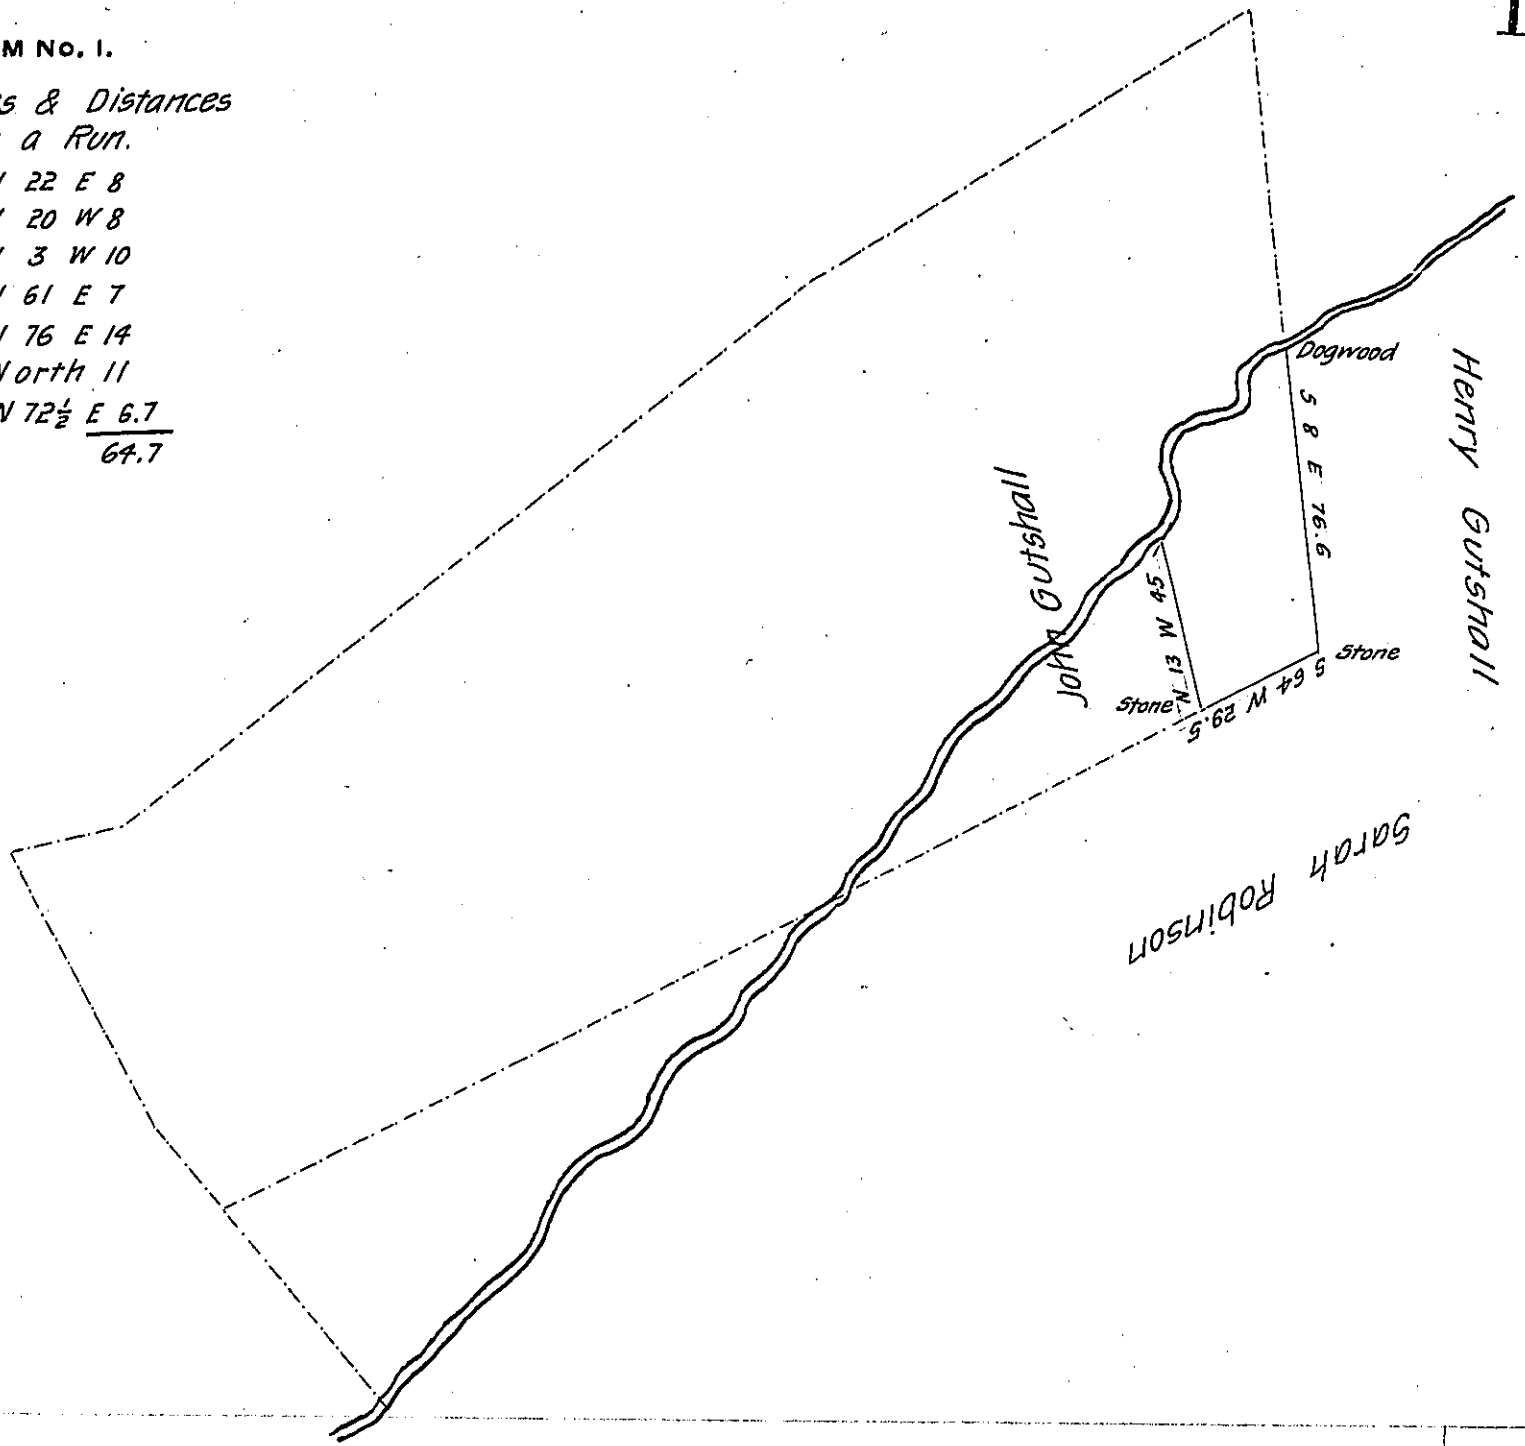 M No. 1.
s & Distances
a Run.
22 E 8
20 W 8
3 W 10
61 E 7
76 E 14
North 11
N 72½ E 6.7
64.7
Dogwood
S 8 E 76.6
Henry Gutshall
John Gutshall
N 13 W 45
Stone
Stone
S 64 W 29.5
Sarah Robinson